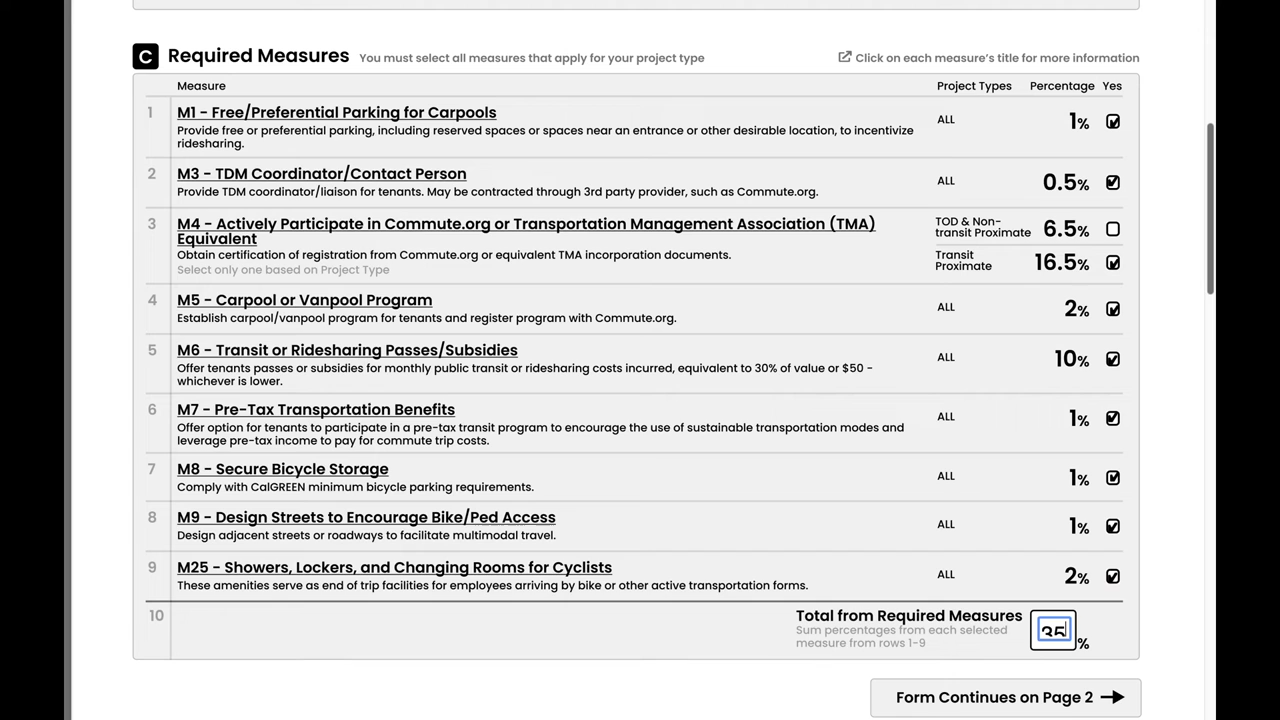 C Required Measures You must select all measures that apply for your project type Click on each measure's title for more information
Measure Project Types Percentage Yes
1 M1 - Free/Preferential Parking for Carpools ALL 1%
Provide free or preferential parking, including reserved spaces or spaces near an entrance or other desirable location, to incentivize
ridesharing.
2 M3 - TDM Coordinator/Contact Person ALL 0.5%
Provide TDM coordinator/liaison for tenants. May be contracted through 3rd party provider, such as Commute.org.
3 M4 - Actively Participate in Commute.org or Transportation Management Association (TMA)
Equivalent
TOD & Non-
transit Proximate 6.5%
Obtain certification of registration from Commute.org or equivalent TMA incorporation documents.
Select only one based on Project Type
Transit
Proximate 16.5%
4 M5 - Carpool or Vanpool Program ALL 2%
Establish carpool/vanpool program for tenants and register program with Commute.org.
5 M6 - Transit or Ridesharing Passes/Subsidies ALL 10%
Offer tenants passes or subsidies for monthly public transit or ridesharing costs incurred, equivalent to 30% of value or $50 -
whichever is lower.
6 M7 - Pre-Tax Transportation Benefits ALL 1%
Offer option for tenants to participate in a pre-tax transit program to encourage the use of sustainable transportation modes and
leverage pre-tax income to pay for commute trip costs.
7 M8 - Secure Bicycle Storage ALL 1%
Comply with CalGREEN minimum bicycle parking requirements.
8 M9 - Design Streets to Encourage Bike/Ped Access ALL 1%
Design adjacent streets or roadways to facilitate multimodal travel.
9 M25 - Showers, Lockers, and Changing Rooms for Cyclists ALL 2%
These amenities serve as end of trip facilities for employees arriving by bike or other active transportation forms.
10 Total from Required Measures 35 %
Sum percentages from each selected
measure from rows 1-9
Form Continues on Page 2